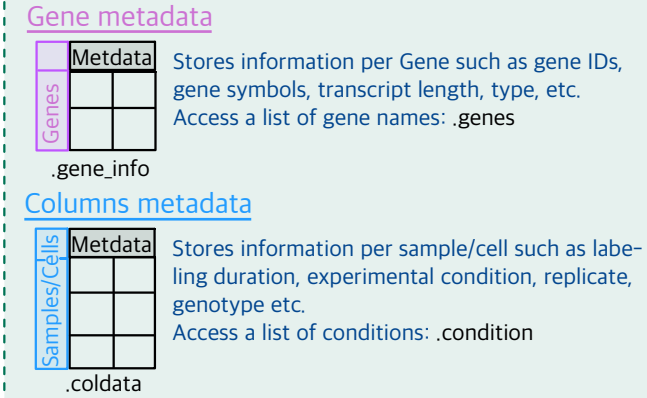 Gene metadata
Metdata
Genes
Stores information per Gene such as gene IDs,
gene symbols, transcript length, type, etc.
Access a list of gene names: .genes
.gene_info
Columns metadata
Metdata
Samples/Cells
Stores information per sample/cell such as labe-
ling duration, experimental condition, replicate,
genotype etc.
Access a list of conditions: .condition
.coldata